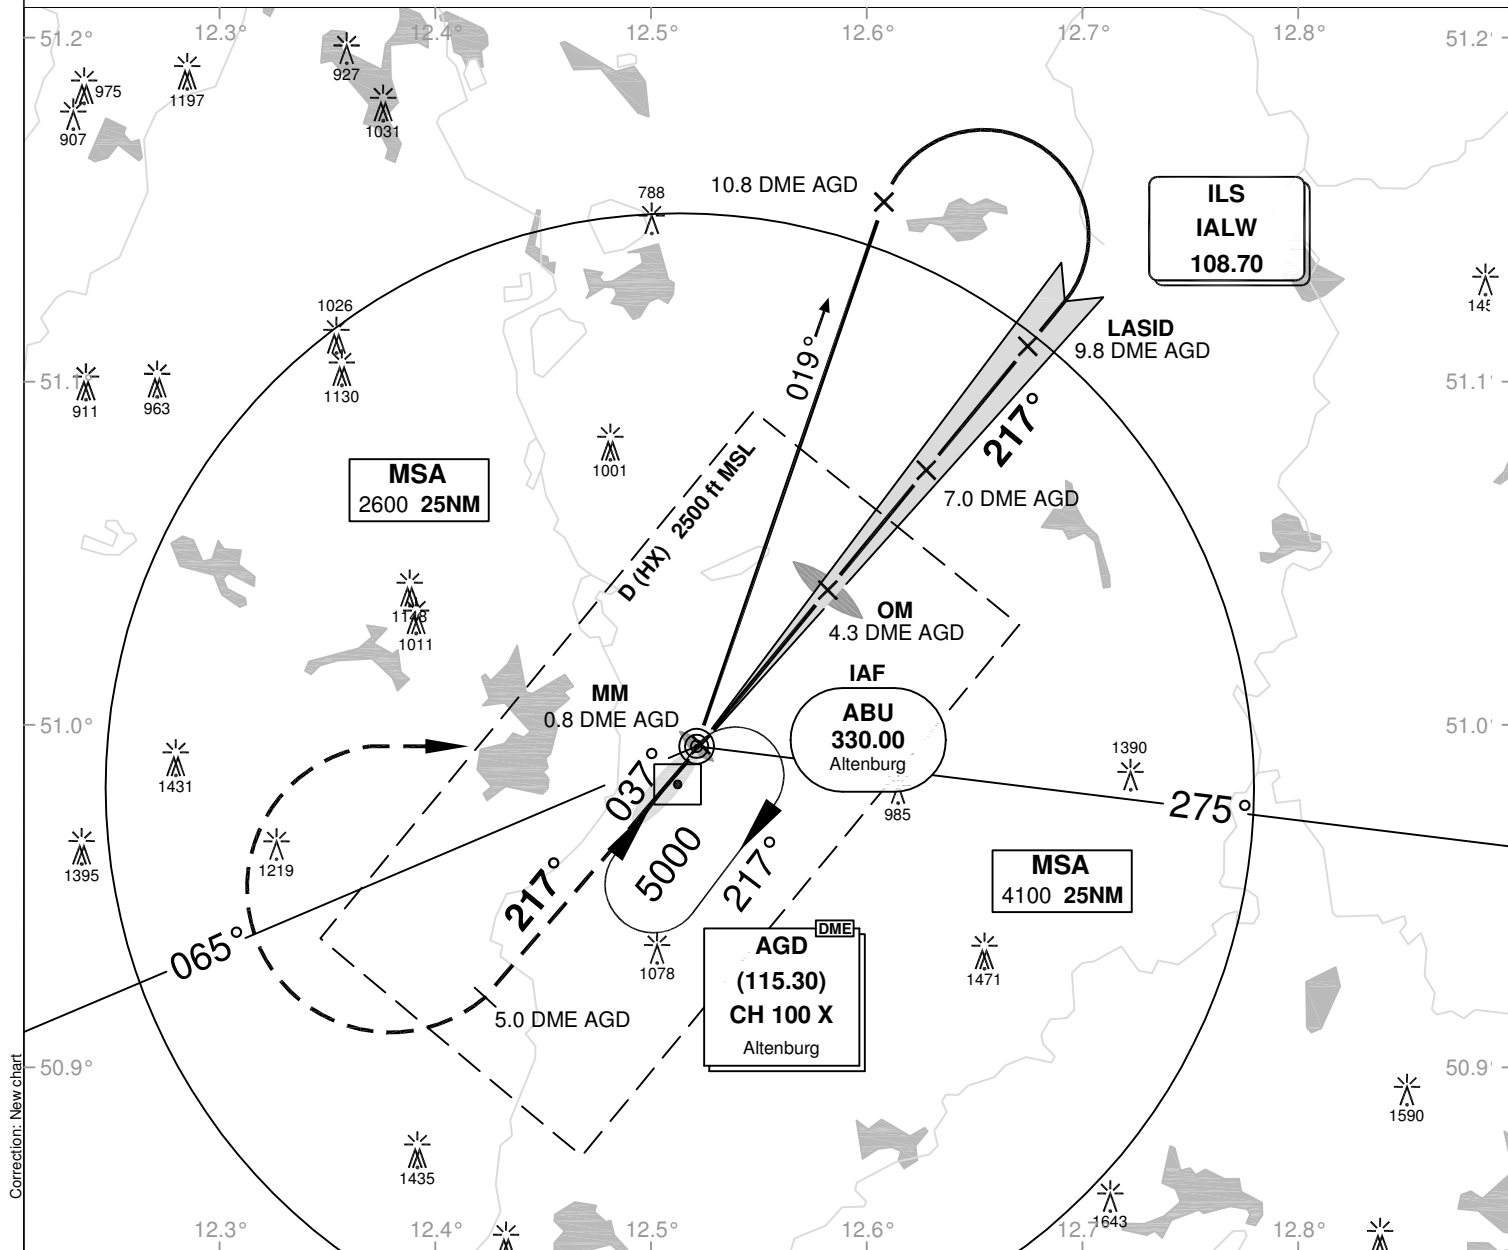 12.3°
12.4°
12.5°
12.6°
12.7°
12.8°
51.2°
51.2'
927
975
1197
907
1031
788
10.8 DME AGD
ILS
IALW
108.70
1026
LASID
9.8 DME AGD
019°
51.1°
51.1'
911
963
1130
217°
1001
D (HX) 2500 ft MSL
MSA
2600 25NM
7.0 DME AGD
1148
1011
OM
4.3 DME AGD
IAF
ABU
330.00
Altenburg
MM
0.8 DME AGD
51.0°
51.0'
1390
1431
037°
985
275°
1219
1395
5000
217°
217°
MSA
4100 25NM
065°
DME
AGD
(115.30)
CH 100 X
Altenburg
1078
1471
5.0 DME AGD
50.9°
50.9'
1590
1435
1643
12.3°
12.4°
12.5°
12.6°
12.7°
12.8°
Correction: New chart